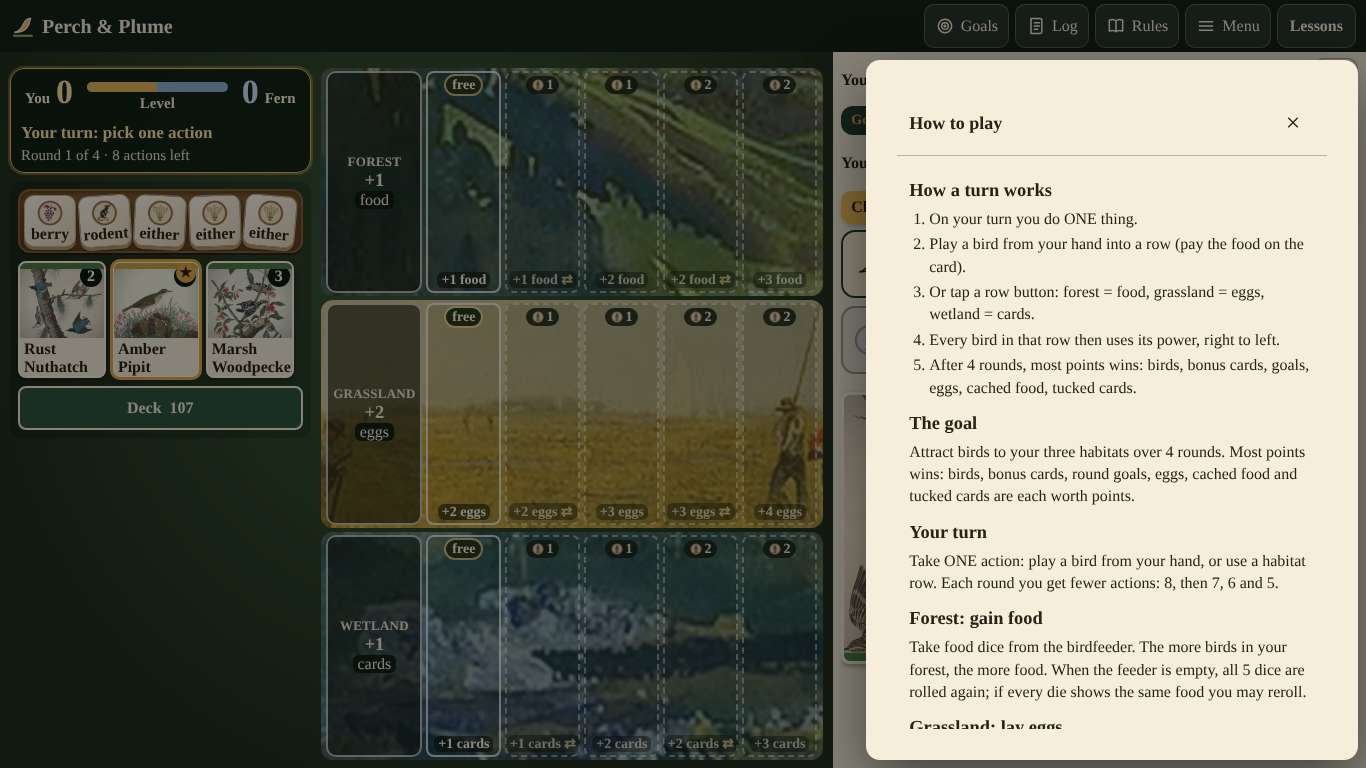 Perch & Plume
Goals
Log
Rules
Menu
Lessons
You 0
0 Fern
Level
Your turn: pick one action
Round 1 of 4 · 8 actions left
berry
rodent
either
either
either
2
Rust
Nuthatch
★
Amber
Pipit
3
Marsh
Woodpecke
Deck 107
FOREST
+1
food
free
1
1
2
2
+1 food
+1 food ⇄
+2 food
+2 food ⇄
+3 food
GRASSLAND
+2
eggs
free
1
1
2
2
+2 eggs
+2 eggs ⇄
+3 eggs
+3 eggs ⇄
+4 eggs
WETLAND
+1
cards
free
1
1
2
2
+1 cards
+1 cards ⇄
+2 cards
+2 cards ⇄
+3 cards
How to play
How a turn works
1. On your turn you do ONE thing.
2. Play a bird from your hand into a row (pay the food on the
card).
3. Or tap a row button: forest = food, grassland = eggs,
wetland = cards.
4. Every bird in that row then uses its power, right to left.
5. After 4 rounds, most points wins: birds, bonus cards, goals,
eggs, cached food, tucked cards.
The goal
Attract birds to your three habitats over 4 rounds. Most points
wins: birds, bonus cards, round goals, eggs, cached food and
tucked cards are each worth points.
Your turn
Take ONE action: play a bird from your hand, or use a habitat
row. Each round you get fewer actions: 8, then 7, 6 and 5.
Forest: gain food
Take food dice from the birdfeeder. The more birds in your
forest, the more food. When the feeder is empty, all 5 dice are
rolled again; if every die shows the same food you may reroll.
Grassland: lay eggs